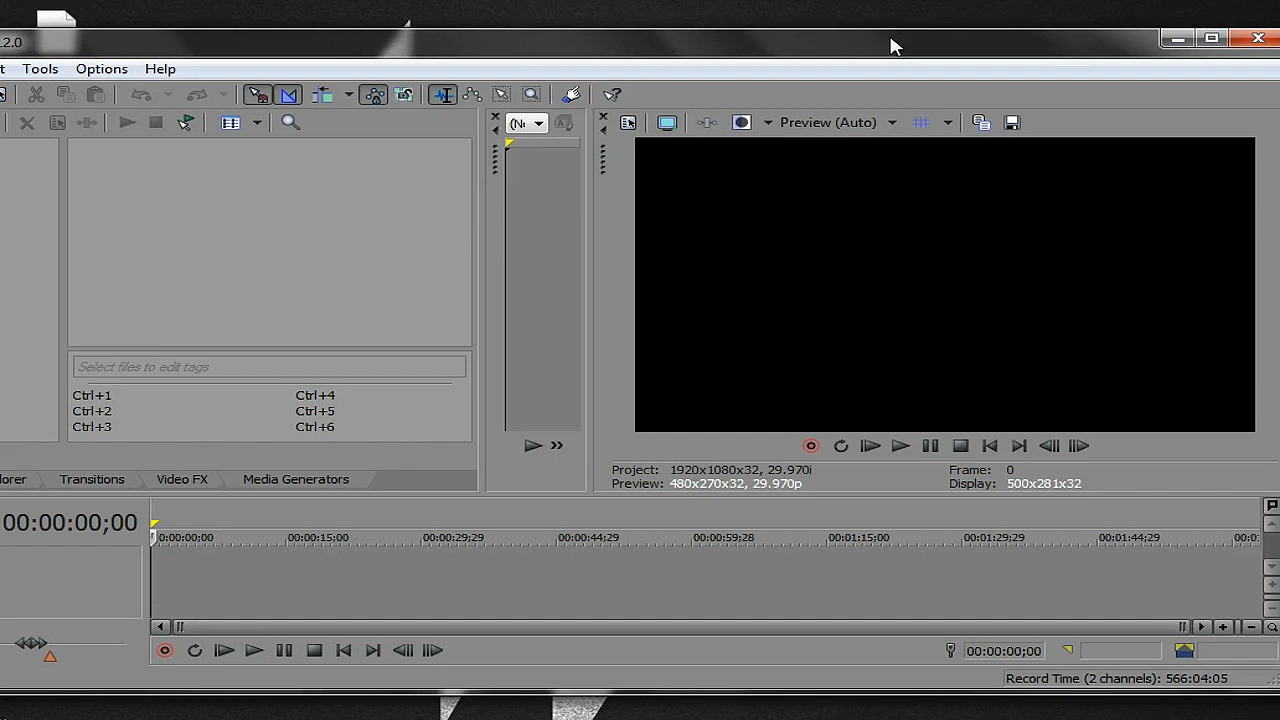 12.0
Tools Options Help
Preview (Auto)
Select files to edit tags
Ctrl+1 Ctrl+4
Ctrl+2 Ctrl+5
Ctrl+3 Ctrl+6
Project: 1920x1080x32, 29.970i Frame: 0
Preview: 480x270x32, 29.970p Display: 500x281x32
lorer Transitions Video FX Media Generators
00:00:00;00
0:00:00;00 00:00:15;00 00:00:29;29 00:00:44;29 00:00:59;28 00:01:15;00 00:01:29;29 00:01:44;29 00:0
00:00:00;00
Record Time (2 channels): 566:04:05